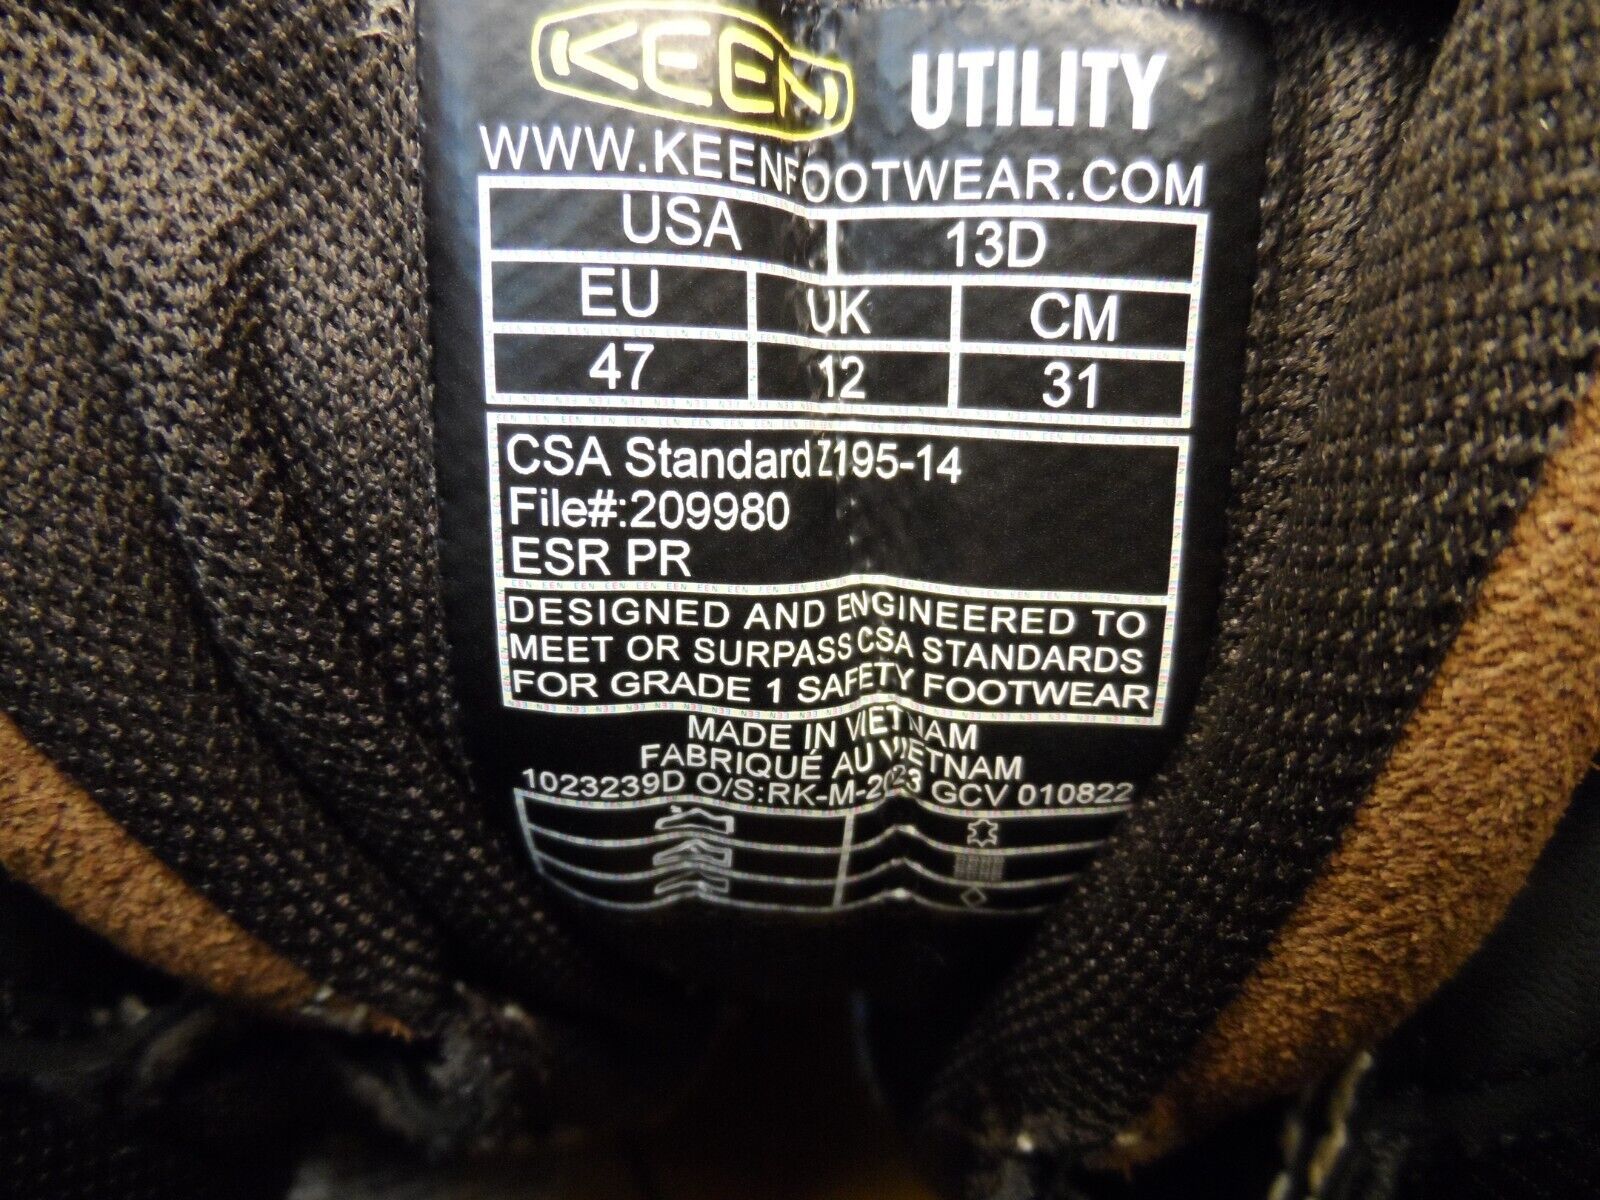 KEEN UTILITY
WWW.KEENFOOTWEAR.COM
USA 13D
EU UK CM
47 12 31
CSA Standard Z195-14
File#:209980
ESR PR
DESIGNED AND ENGINEERED TO
MEET OR SURPASS CSA STANDARDS
FOR GRADE 1 SAFETY FOOTWEAR
MADE IN VIETNAM
FABRIQUÉ AU VIETNAM
1023239D O/S:RK-M-2023 GCV 010822